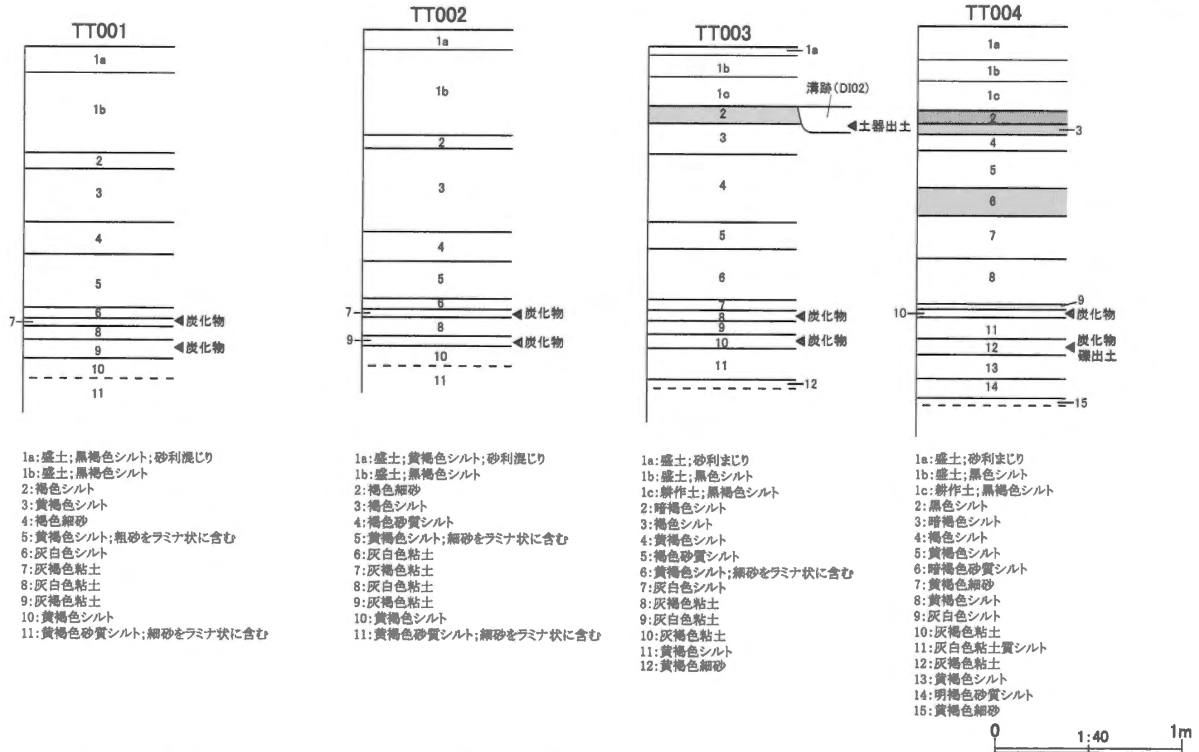 TT001
1a
1b
2
3
4
5
6
7
8
9
10
11
炭化物
炭化物
TT002
1a
1b
2
3
4
5
6
7
8
9
10
11
炭化物
炭化物
TT003
1a
1b
1c
溝跡(DI02)
2
土器出土
3
4
5
6
7
8
炭化物
9
10
炭化物
11
12
TT004
1a
1b
1c
2
3
4
5
6
7
8
9
10
炭化物
11
炭化物
12
礫出土
13
14
15
1a:盛土;黒褐色シルト;砂利混じり
1b:盛土;黒褐色シルト
2:褐色シルト
3:黄褐色シルト
4:褐色細砂
5:黄褐色シルト;粗砂をラミナ状に含む
6:灰白色シルト
7:灰褐色粘土
8:灰白色粘土
9:灰褐色粘土
10:黄褐色シルト
11:黄褐色砂質シルト;細砂をラミナ状に含む
1a:盛土;黄褐色シルト;砂利混じり
1b:盛土;黒褐色シルト
2:褐色細砂
3:褐色シルト
4:褐色砂質シルト
5:黄褐色シルト;細砂をラミナ状に含む
6:灰白色粘土
7:灰褐色粘土
8:灰白色粘土
9:灰褐色粘土
10:黄褐色シルト
11:黄褐色砂質シルト;細砂をラミナ状に含む
1a:盛土;砂利まじり
1b:盛土;黒色シルト
1c:耕作土;黒褐色シルト
2:暗褐色シルト
3:褐色シルト
4:黄褐色シルト
5:褐色砂質シルト
6:黄褐色シルト;細砂をラミナ状に含む
7:灰白色シルト
8:灰褐色粘土
9:灰白色粘土
10:灰褐色粘土
11:黄褐色シルト
12:黄褐色細砂
1a:盛土;砂利まじり
1b:盛土;黒色シルト
1c:耕作土;黒褐色シルト
2:黒色シルト
3:暗褐色シルト
4:褐色シルト
5:黄褐色シルト
6:暗褐色砂質シルト
7:黄褐色細砂
8:黄褐色シルト
9:灰白色シルト
10:灰褐色粘土
11:灰白色粘土質シルト
12:灰褐色粘土
13:黄褐色シルト
14:明褐色砂質シルト
15:黄褐色細砂
0 1:40 1m